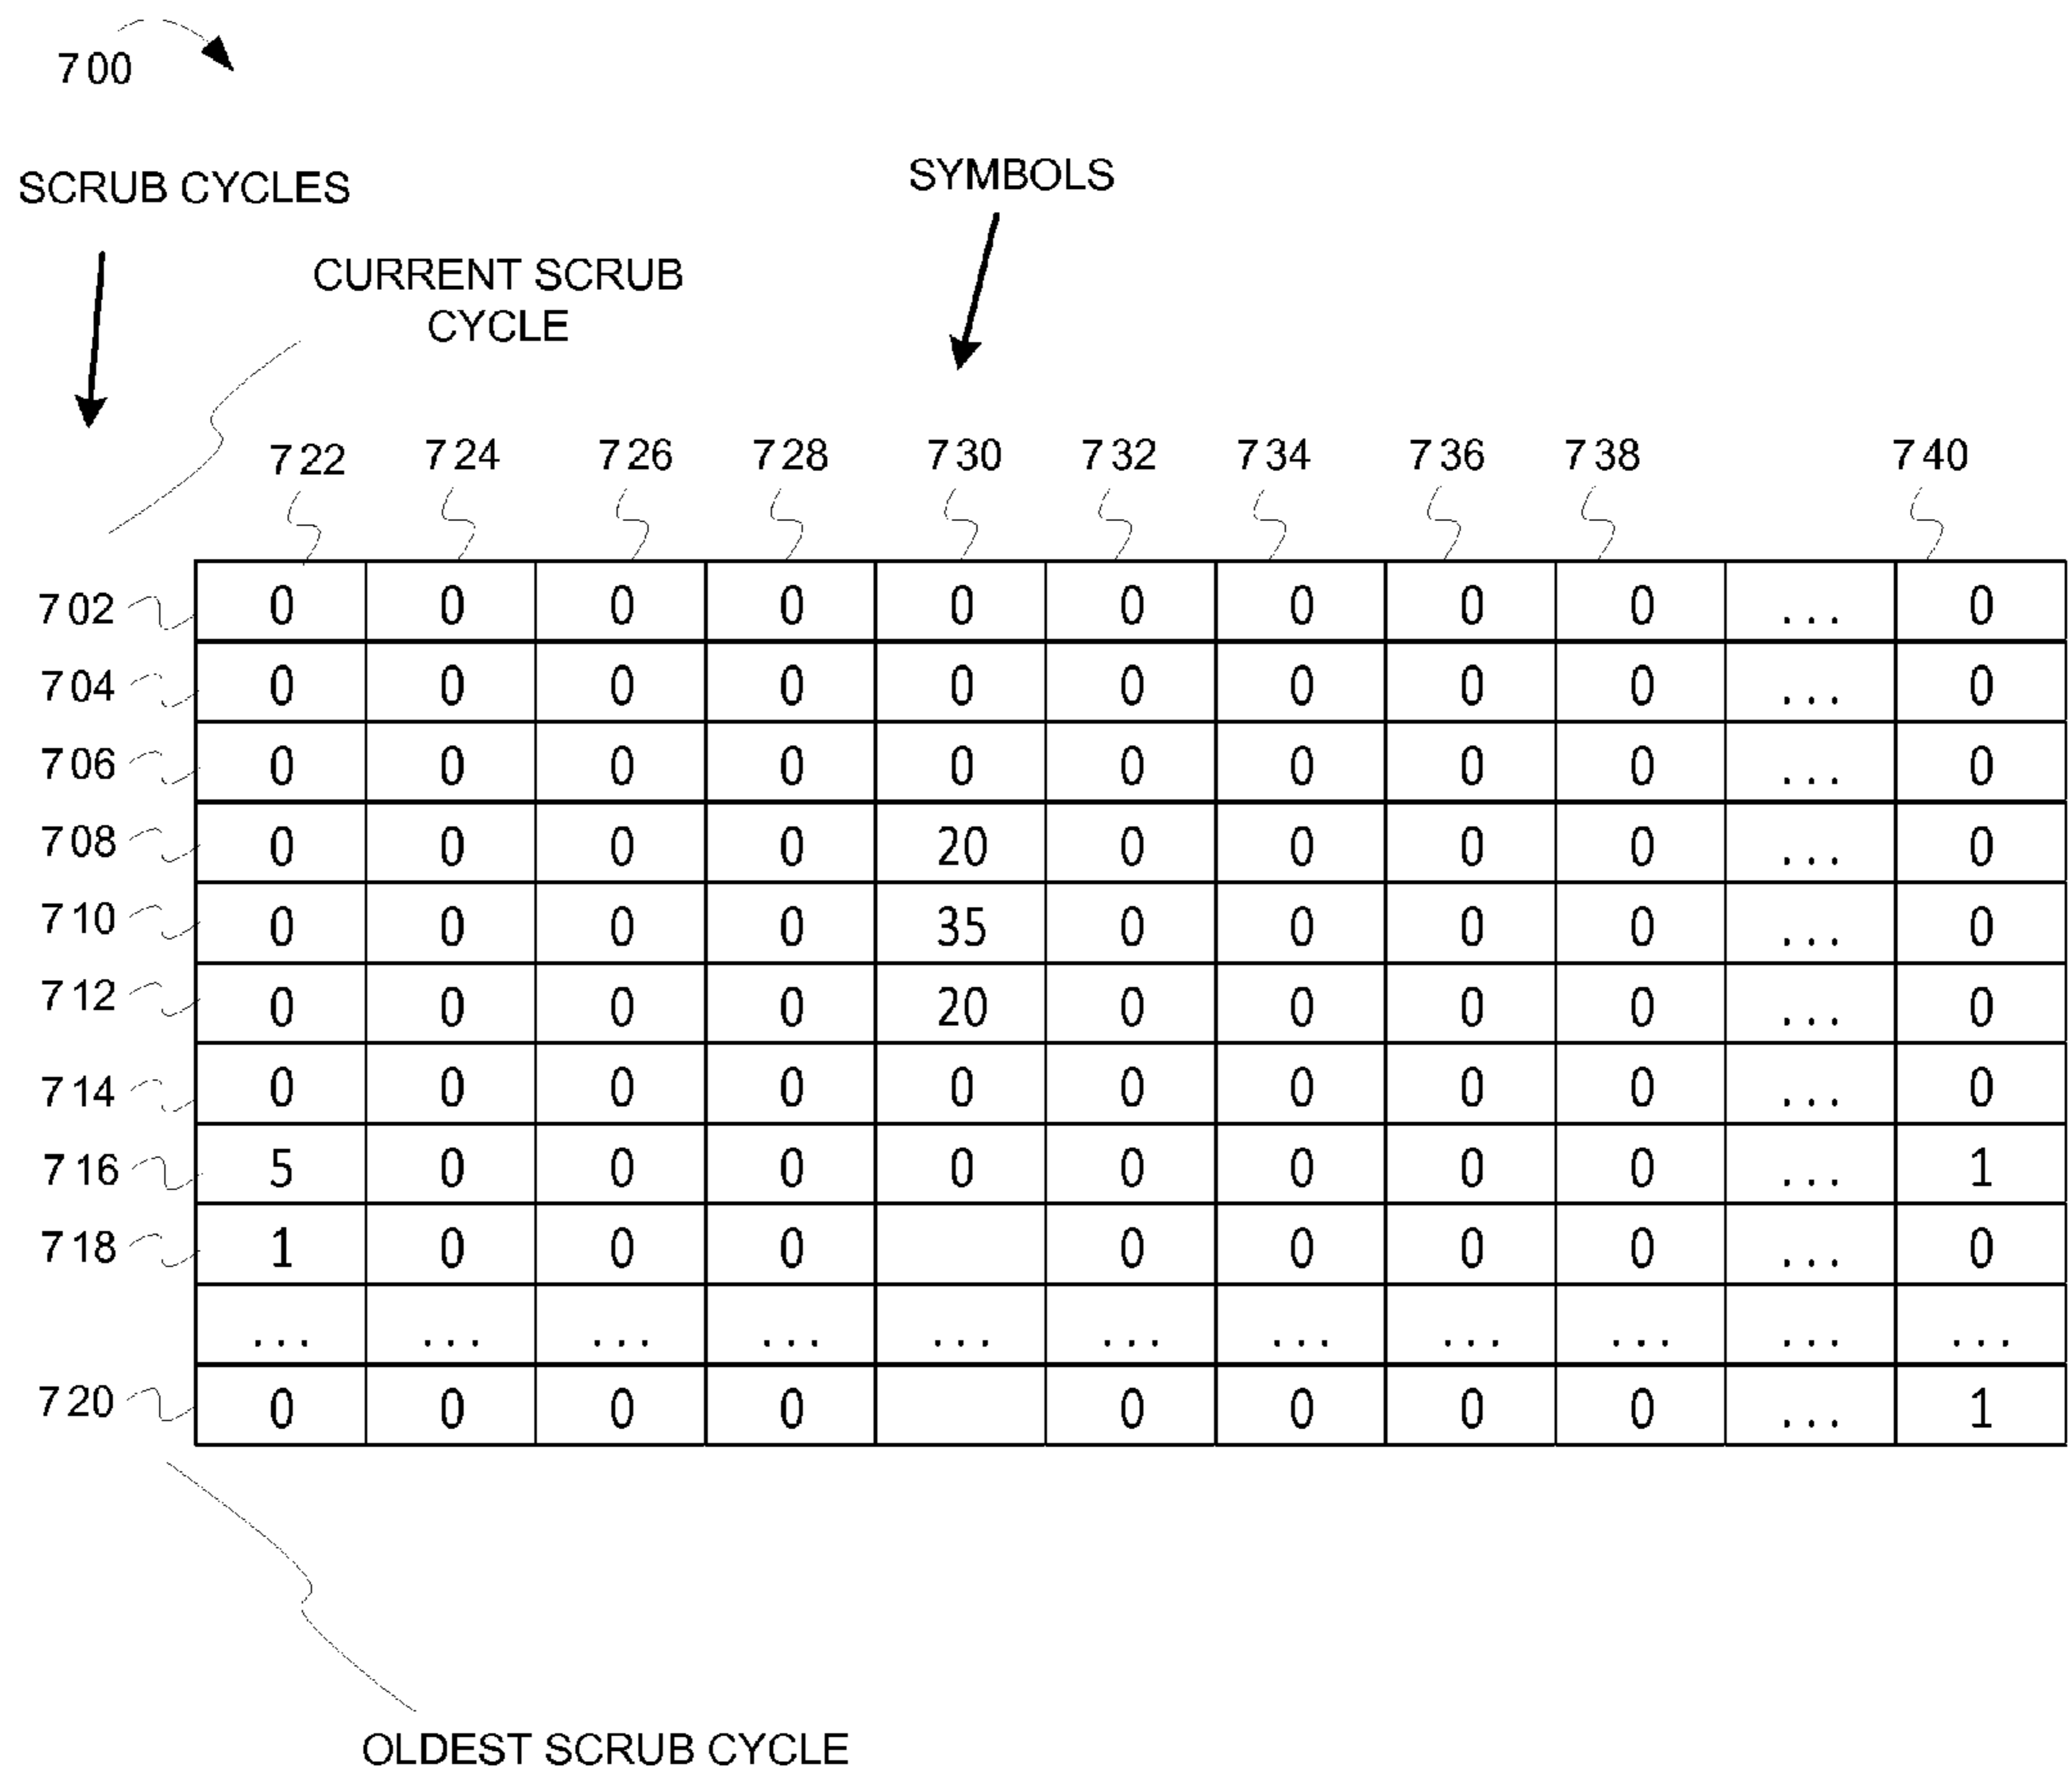 700
SCRUB CYCLES
SYMBOLS
CURRENT SCRUB
CYCLE
722 724 726 728 730 732 734 736 738 740
702 0 0 0 0 0 0 0 0 0 ... 0
704 0 0 0 0 0 0 0 0 0 ... 0
706 0 0 0 0 0 0 0 0 0 ... 0
708 0 0 0 0 20 0 0 0 0 ... 0
710 0 0 0 0 35 0 0 0 0 ... 0
712 0 0 0 0 20 0 0 0 0 ... 0
714 0 0 0 0 0 0 0 0 0 ... 0
716 5 0 0 0 0 0 0 0 0 ... 1
718 1 0 0 0 0 0 0 0 ... 0
... ... ... ... ... ... ... ... ... ... ...
720 0 0 0 0 0 0 0 0 ... 1
OLDEST SCRUB CYCLE